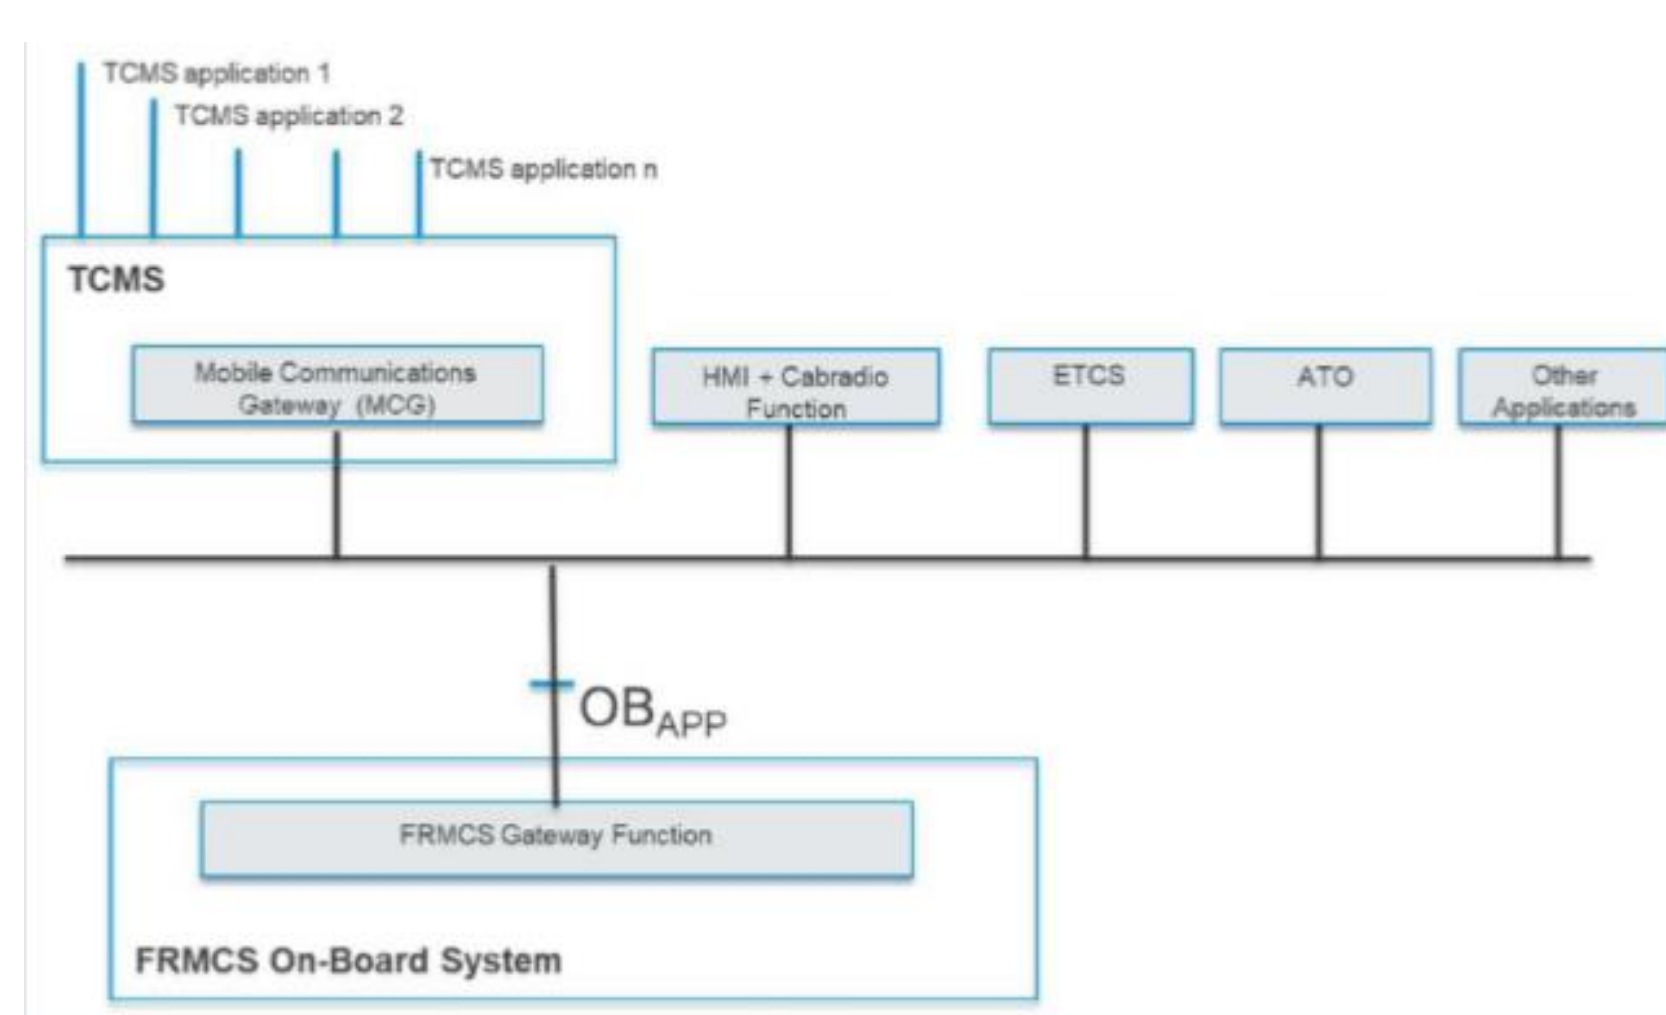 TCMS application 1
TCMS application 2
TCMS application n
TCMS
Mobile Communications
Gateway (MCG)
HMI + Cabradio
Function
ETCS
ATO
Other
Applications
OBAPP
FRMCS Gateway Function
FRMCS On-Board System